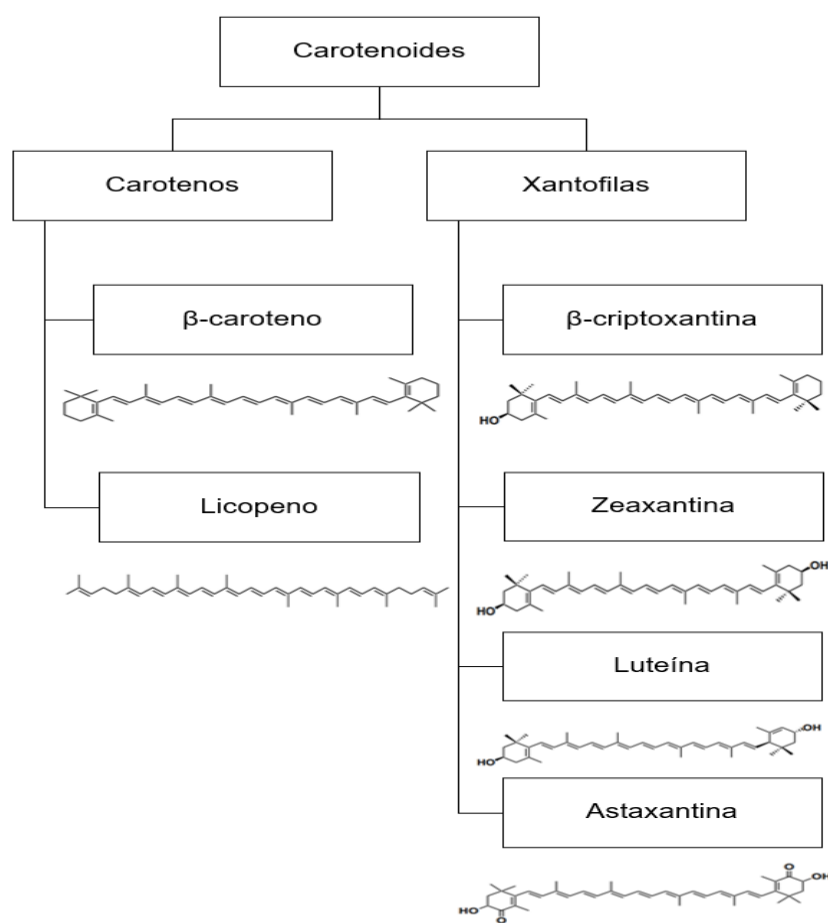 Carotenoides
Carotenos
Xantofilas
β-caroteno
β-criptoxantina
HO
Licopeno
Zeaxantina
OH
HO
Luteína
OH
HO
Astaxantina
O
OH
HO
O